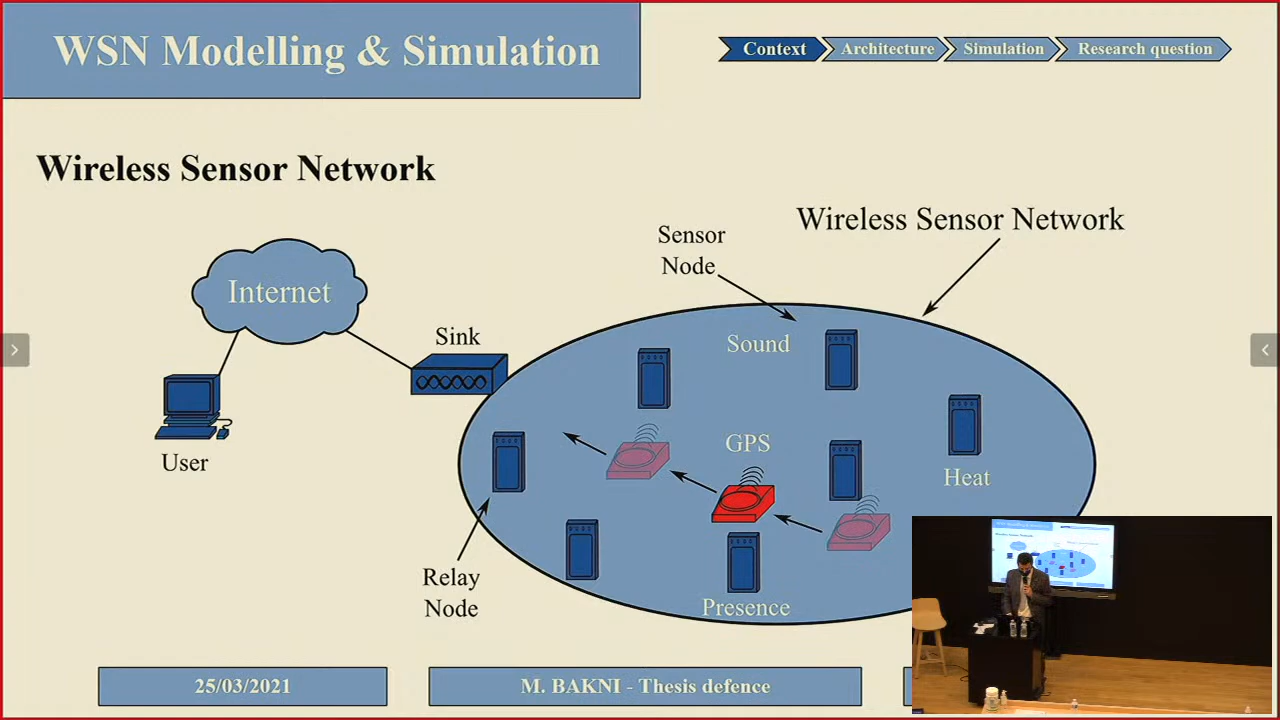 WSN Modelling & Simulation
Context
Architecture
Simulation
Research question
Wireless Sensor Network
Wireless Sensor Network
Sensor
Node
Internet
Sink
Sound
User
GPS
Heat
Relay
Node
Presence
25/03/2021
M. BAKNI - Thesis defence